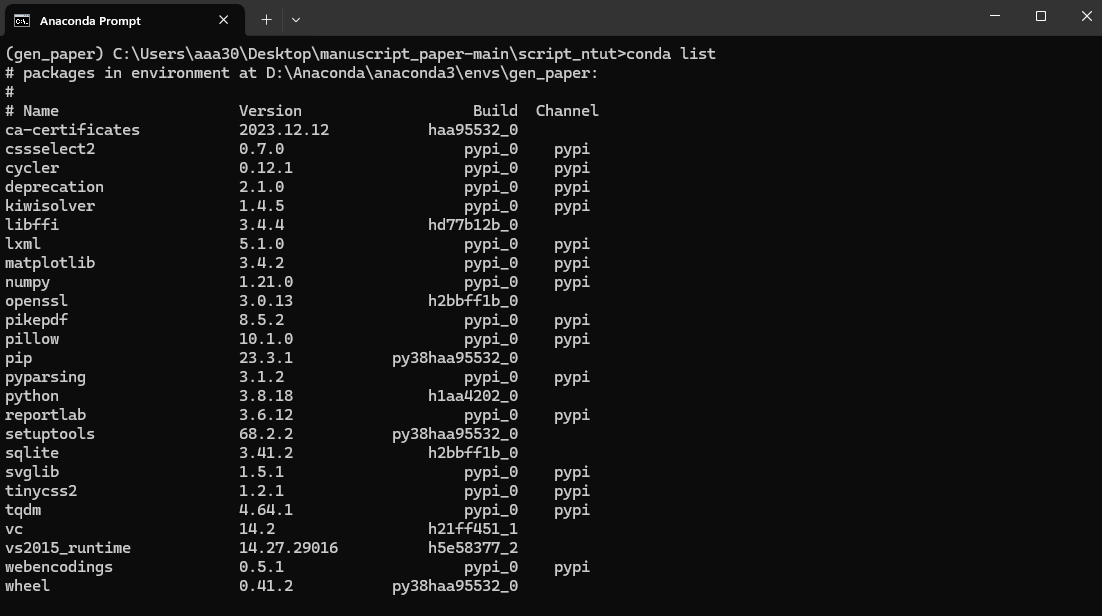 Anaconda Prompt
(gen_paper) C:\Users\aaa30\Desktop\manuscript_paper-main\script_ntut>conda list
# packages in environment at D:\Anaconda\anaconda3\envs\gen_paper:
#
# Name                    Version                   Build  Channel
ca-certificates           2023.12.12           haa95532_0
cssselect2                0.7.0                    pypi_0    pypi
cycler                    0.12.1                   pypi_0    pypi
deprecation               2.1.0                    pypi_0    pypi
kiwisolver                1.4.5                    pypi_0    pypi
libffi                    3.4.4                hd77b12b_0
lxml                      5.1.0                    pypi_0    pypi
matplotlib                3.4.2                    pypi_0    pypi
numpy                     1.21.0                   pypi_0    pypi
openssl                   3.0.13               h2bbff1b_0
pikepdf                   8.5.2                    pypi_0    pypi
pillow                    10.1.0                   pypi_0    pypi
pip                       23.3.1           py38haa95532_0
pyparsing                 3.1.2                    pypi_0    pypi
python                    3.8.18               h1aa4202_0
reportlab                 3.6.12                   pypi_0    pypi
setuptools                68.2.2           py38haa95532_0
sqlite                    3.41.2               h2bbff1b_0
svglib                    1.5.1                    pypi_0    pypi
tinycss2                  1.2.1                    pypi_0    pypi
tqdm                      4.64.1                   pypi_0    pypi
vc                        14.2                 h21ff451_1
vs2015_runtime            14.27.29016          h5e58377_2
webencodings              0.5.1                    pypi_0    pypi
wheel                     0.41.2           py38haa95532_0